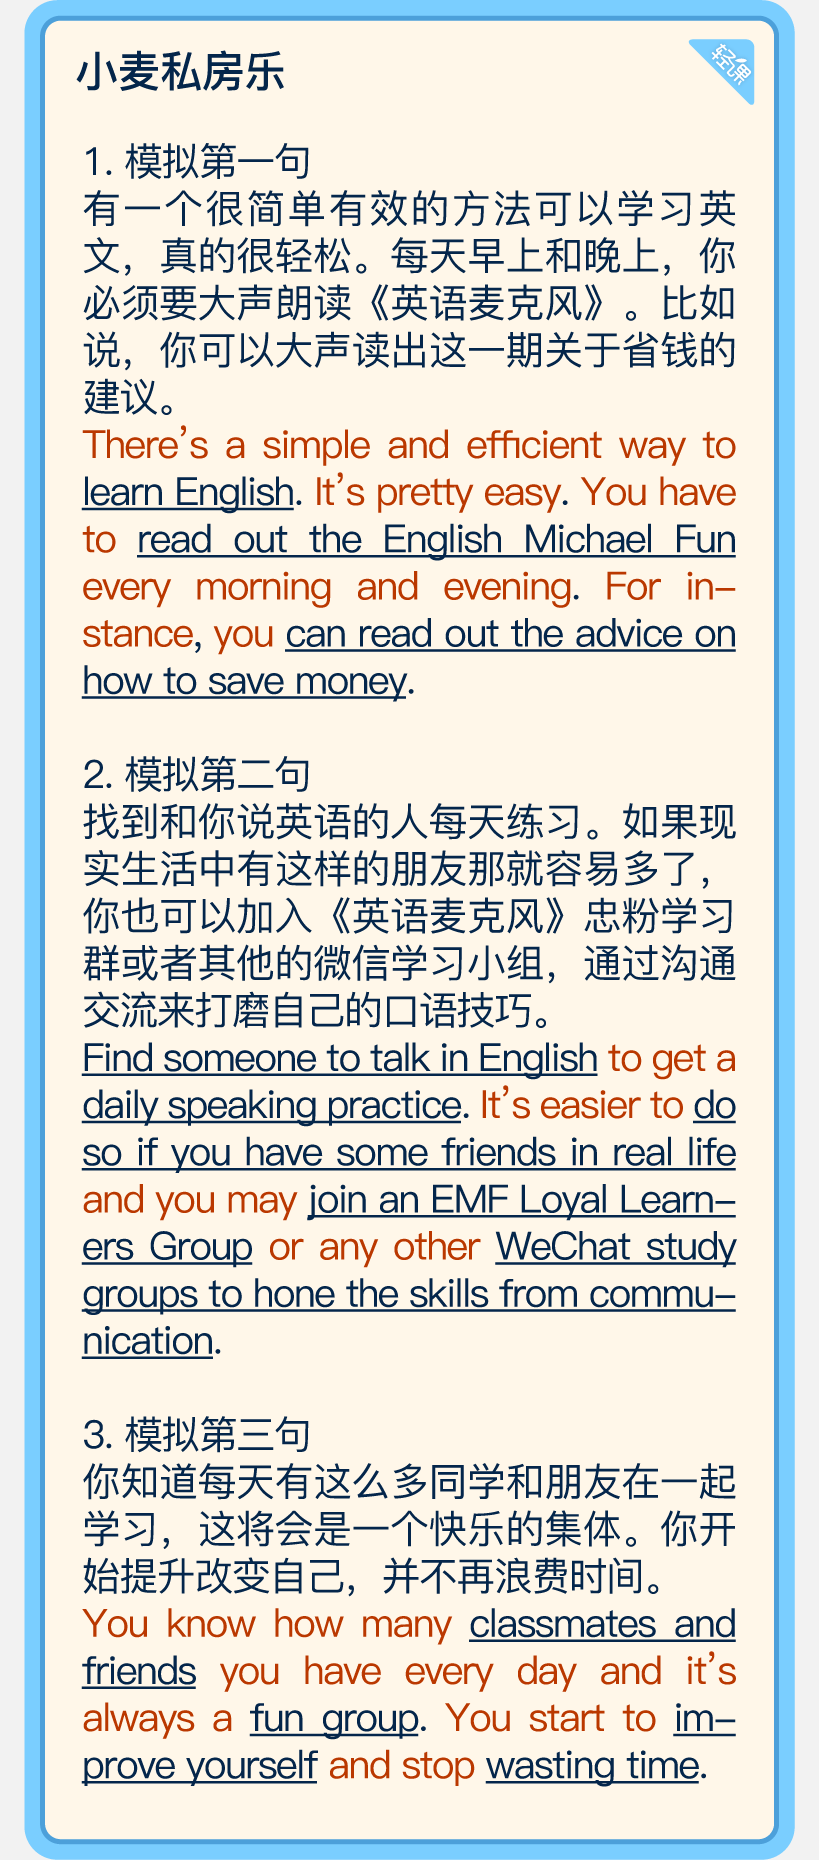 小麦私房乐
轻课
1. 模拟第一句
有一个很简单有效的方法可以学习英
文，真的很轻松。每天早上和晚上，你
必须要大声朗读《英语麦克风》。比如
说，你可以大声读出这一期关于省钱的
建议。
There’s a simple and efficient way to
learn English. It’s pretty easy. You have
to read out the English Michael Fun
every morning and evening. For in–
stance, you can read out the advice on
how to save money.
2. 模拟第二句
找到和你说英语的人每天练习。如果现
实生活中有这样的朋友那就容易多了，
你也可以加入《英语麦克风》忠粉学习
群或者其他的微信学习小组，通过沟通
交流来打磨自己的口语技巧。
Find someone to talk in English to get a
daily speaking practice. It’s easier to do
so if you have some friends in real life
and you may join an EMF Loyal Learn–
ers Group or any other WeChat study
groups to hone the skills from commu–
nication.
3. 模拟第三句
你知道每天有这么多同学和朋友在一起
学习，这将会是一个快乐的集体。你开
始提升改变自己，并不再浪费时间。
You know how many classmates and
friends you have every day and it’s
always a fun group. You start to im–
prove yourself and stop wasting time.